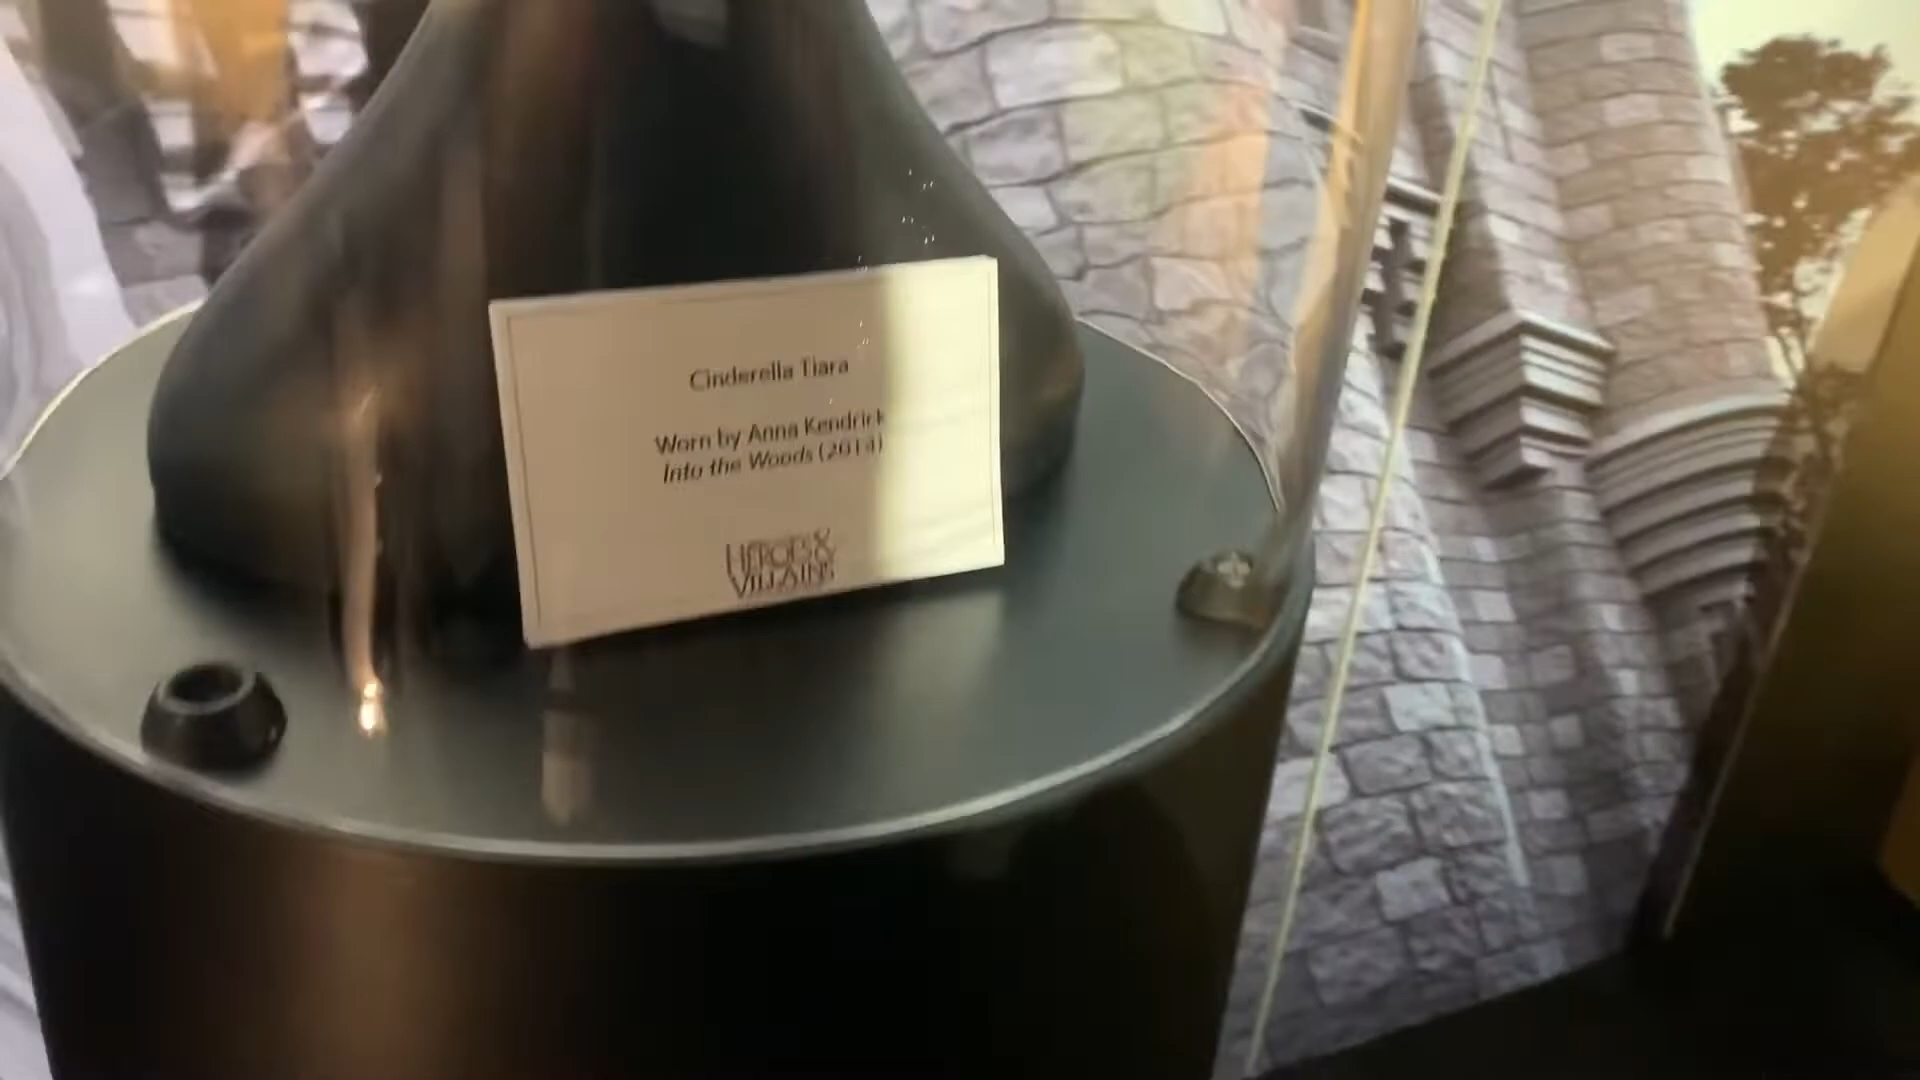 Cinderella Tiara
Worn by Anna Kendrick
Into the Woods (2014)
HEROES &
VILLAINS